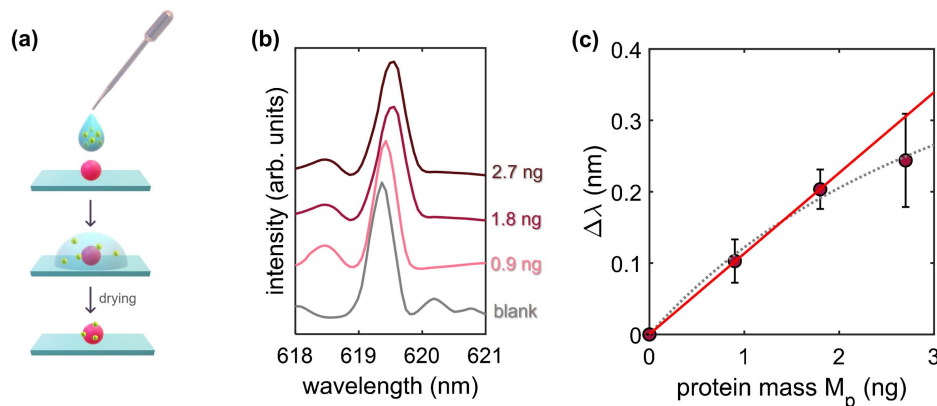 (a)
drying
(b)
intensity (arb. units)
2.7 ng
1.8 ng
0.9 ng
blank
618 619 620 621
wavelength (nm)
(c)
Δλ (nm)
0.4
0.3
0.2
0.1
0
0 1 2 3
protein mass Mp (ng)